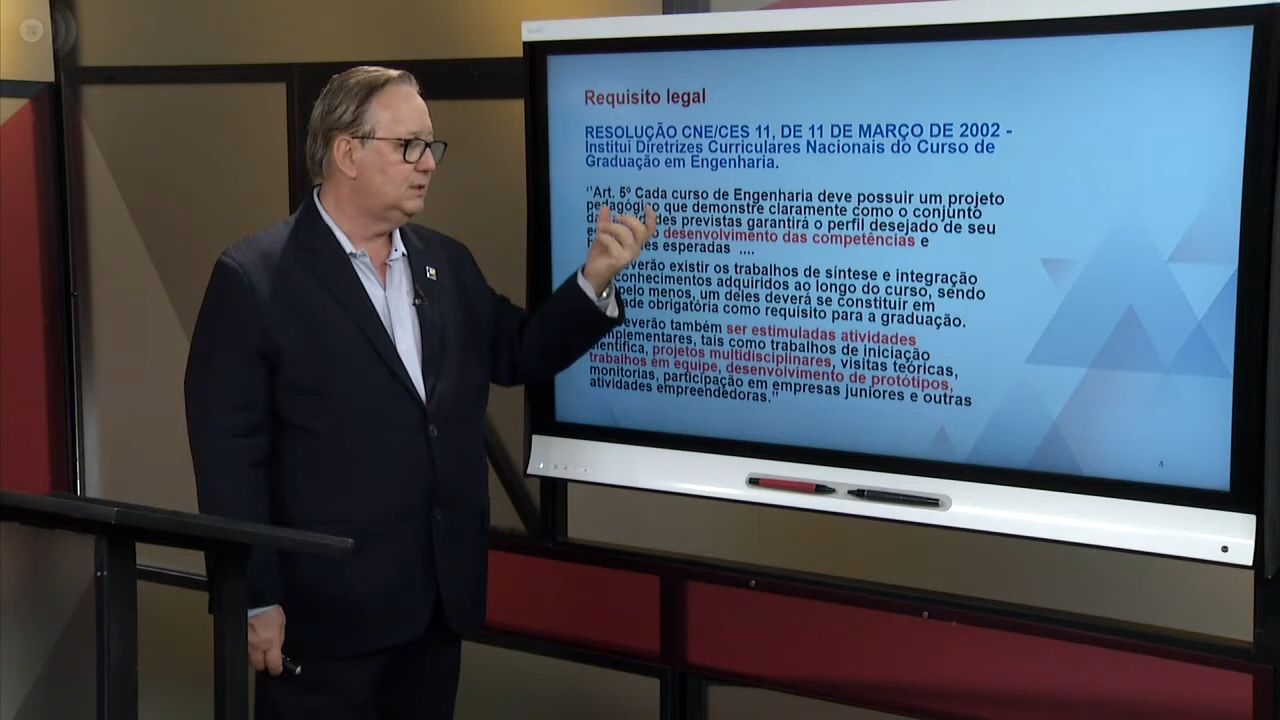 Requisito legal
RESOLUÇÃO CNE/CES 11, DE 11 DE MARÇO DE 2002 -
Institui Diretrizes Curriculares Nacionais do Curso de
Graduação em Engenharia.
‘’Art. 5º Cada curso de Engenharia deve possuir um projeto
pedagógico que demonstre claramente como o conjunto
das previstas garantirá o perfil desejado de seu
desenvolvimento das competências e
esperadas ....
deverão existir os trabalhos de síntese e integração
conhecimentos adquiridos ao longo do curso, sendo
pelo menos, um deles deverá se constituir em
obrigatória como requisito para a graduação.
deverão também ser estimuladas atividades
complementares, tais como trabalhos de iniciação
científica, projetos multidisciplinares, visitas teóricas,
trabalhos em equipe, desenvolvimento de protótipos,
monitorias, participação em empresas juniores e outras
atividades empreendedoras.’’
4